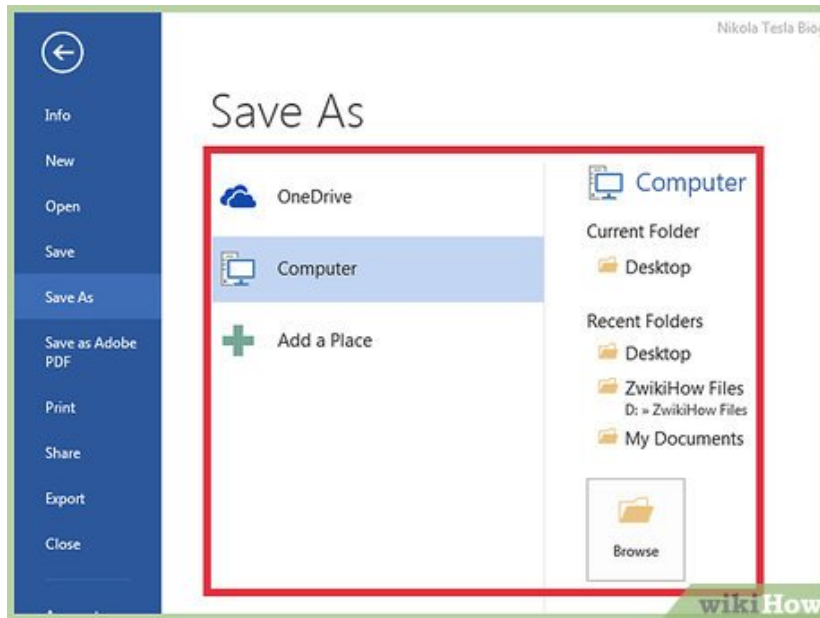 Nikola Tesla
Info
New
Open
Save
Save As
Save as Adobe
PDF
Print
Share
Export
Close
Save As
OneDrive
Computer
Add a Place
Computer
Current Folder
Desktop
Recent Folders
Desktop
ZwikiHow Files
D: » ZwikiHow Files
My Documents
Browse
wikiHow